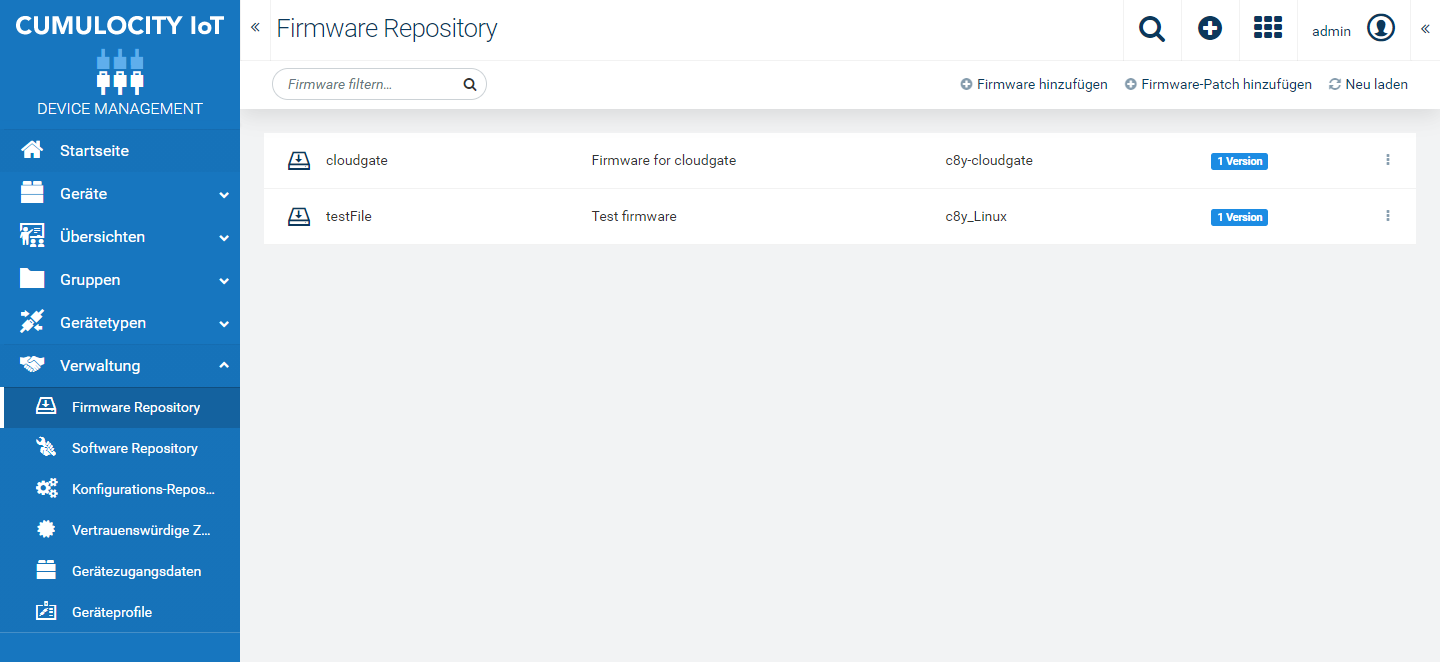 CUMULOCITY IoT
DEVICE MANAGEMENT
Startseite
Geräte
Übersichten
Gruppen
Gerätetypen
Verwaltung
Firmware Repository
Software Repository
Konfigurations-Repos...
Vertrauenswürdige Z...
Gerätezugangsdaten
Geräteprofile
Firmware Repository
admin
Firmware filtern...
Firmware hinzufügen
Firmware-Patch hinzufügen
Neu laden
cloudgate Firmware for cloudgate c8y-cloudgate 1 Version
testFile Test firmware c8y_Linux 1 Version